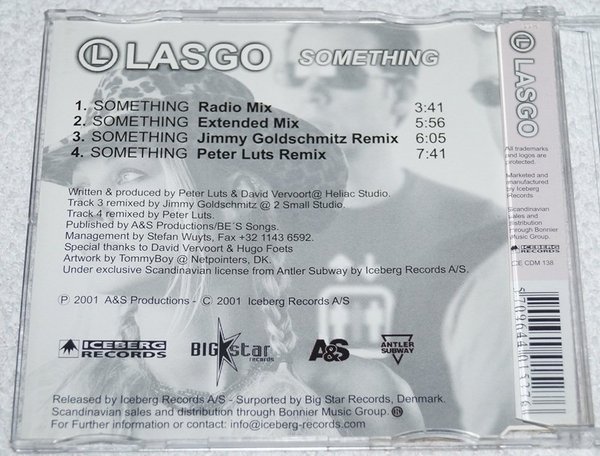 LASGO SOMETHING
1. SOMETHING Radio Mix 3:41
2. SOMETHING Extended Mix 5:56
3. SOMETHING Jimmy Goldschmitz Remix 6:05
4. SOMETHING Peter Luts Remix 7:41
Written & produced by Peter Luts & David Vervoort@ Heliac Studio.
Track 3 remixed by Jimmy Goldschmitz @ 2 Small Studio.
Track 4 remixed by Peter Luts.
Published by A&S Productions/BE´S Songs.
Management by Stefan Wuyts, Fax +32 1143 6592.
Special thanks to David Vervoort & Hugo Foets
Artwork by TommyBoy @ Netpointers, DK.
Under exclusive Scandinavian license from Antler Subway by Iceberg Records A/S.
Ⓟ 2001 A&S Productions - © 2001 Iceberg Records A/S
ICEBERG
RECORDS
BIG star
records
A&S
ANTLER
SUBWAY
Released by Iceberg Records A/S - Surported by Big Star Records, Denmark.
Scandinavian sales and distribution through Bonnier Music Group.
For Further information or contact: info@iceberg-records.com
LASGO
All trademarks
and logos are
protected.
Marketed and
manufactured
by Iceberg
Records
Scandinavian
sales and
distribution
through Bonnier
Music Group.
ICEBERG
RECORDS
CE CDM 138